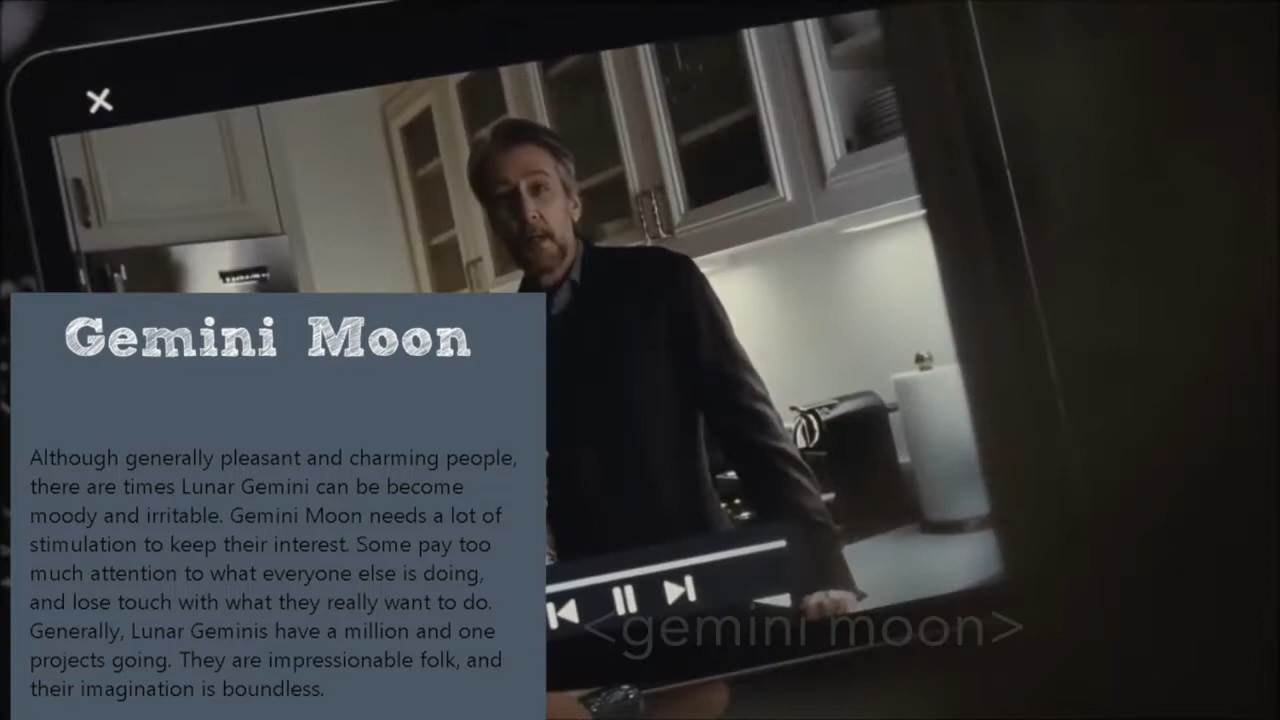 Gemini Moon
Although generally pleasant and charming people,
there are times Lunar Gemini can be become
moody and irritable. Gemini Moon needs a lot of
stimulation to keep their interest. Some pay too
much attention to what everyone else is doing,
and lose touch with what they really want to do.
Generally, Lunar Geminis have a million and one
projects going. They are impressionable folk, and
their imagination is boundless.
<gemini moon>